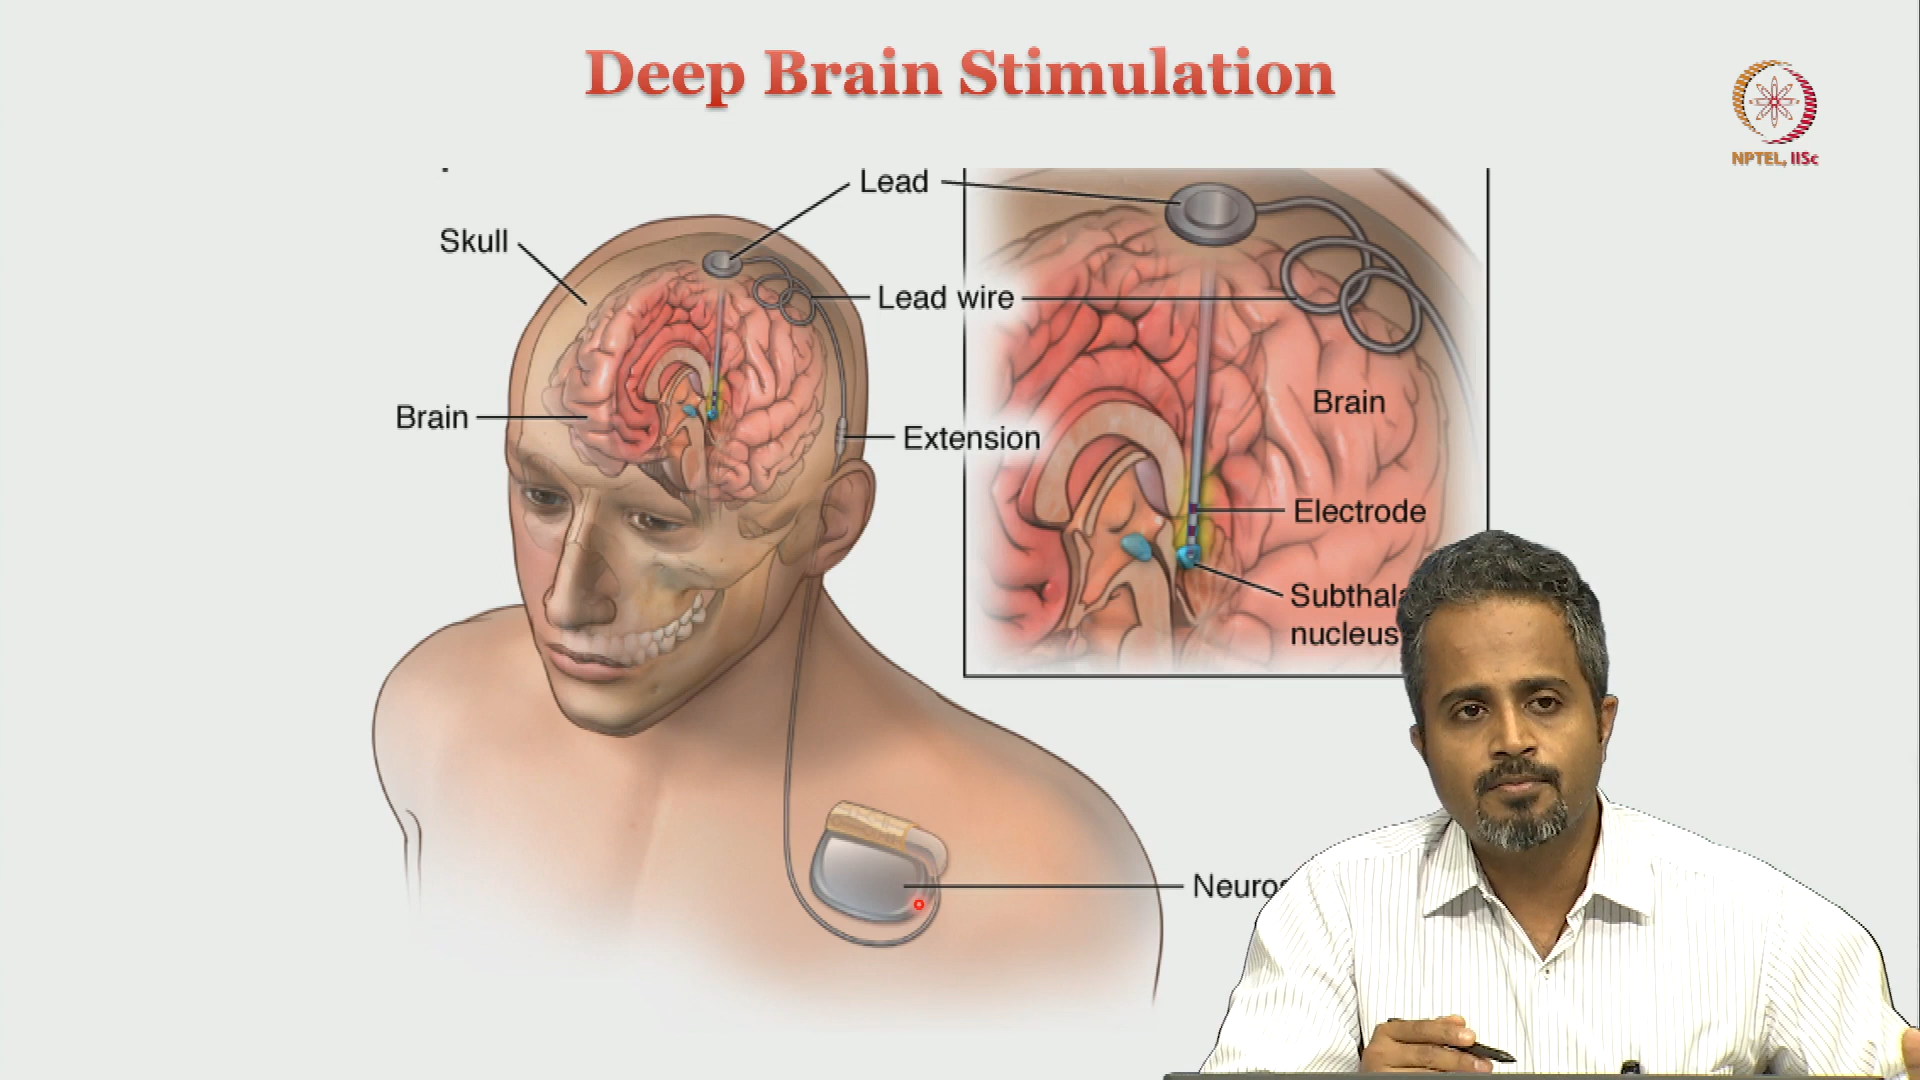 Deep Brain Stimulation
NPTEL, IISc
Lead
Skull
Lead wire
Brain
Brain
Extension
Electrode
nucleus